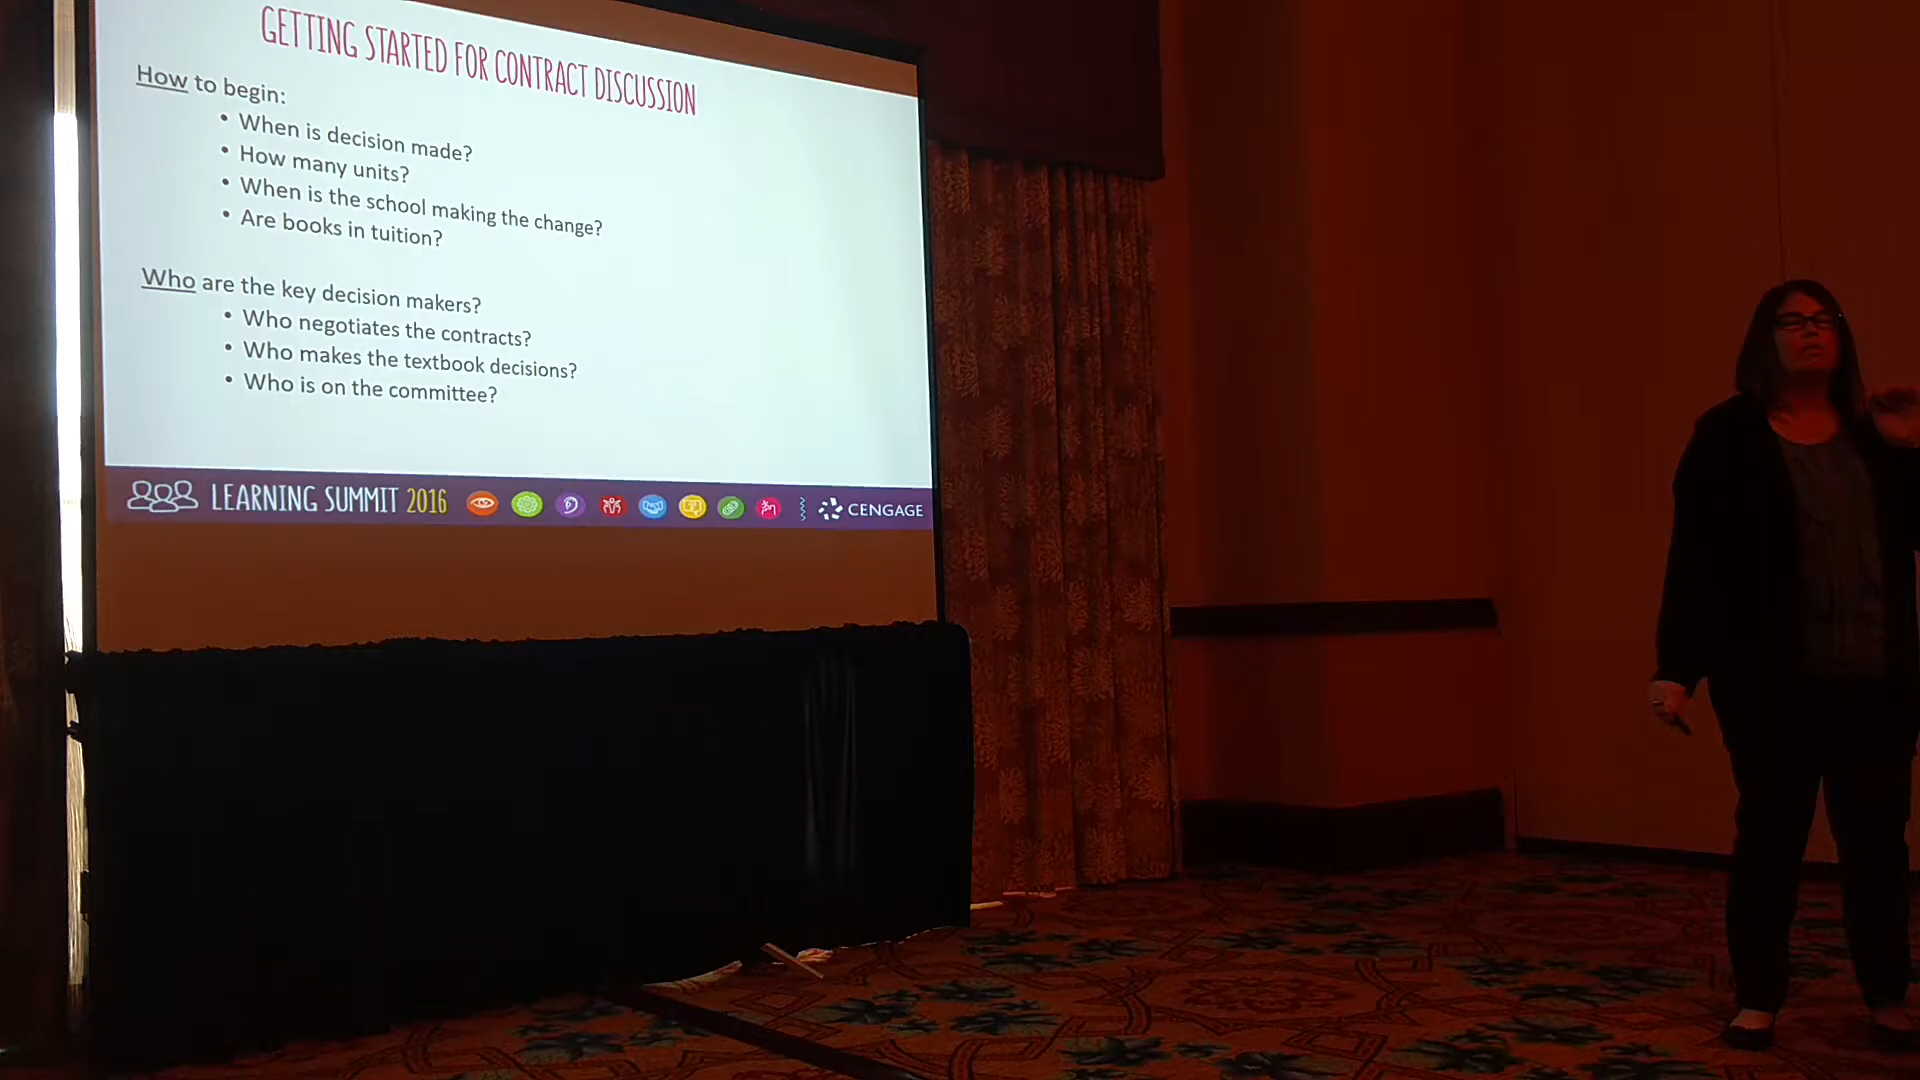 GETTING STARTED FOR CONTRACT DISCUSSION
How to begin:
• When is decision made?
• How many units?
• When is the school making the change?
• Are books in tuition?
Who are the key decision makers?
• Who negotiates the contracts?
• Who makes the textbook decisions?
• Who is on the committee?
LEARNING SUMMIT 2016 CENGAGE